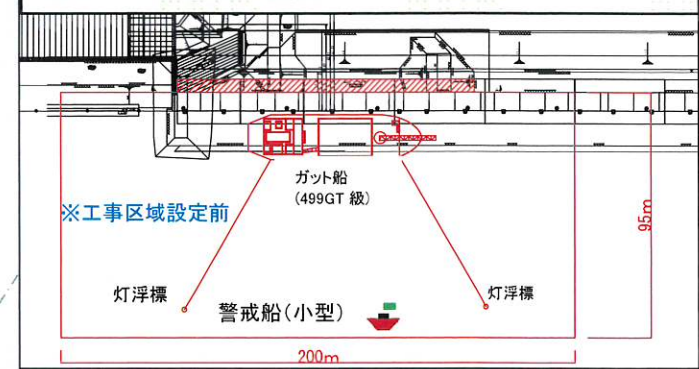 ガット船
(499GT 級)
※工事区域設定前
95m
灯浮標
灯浮標
警戒船(小型)
200m